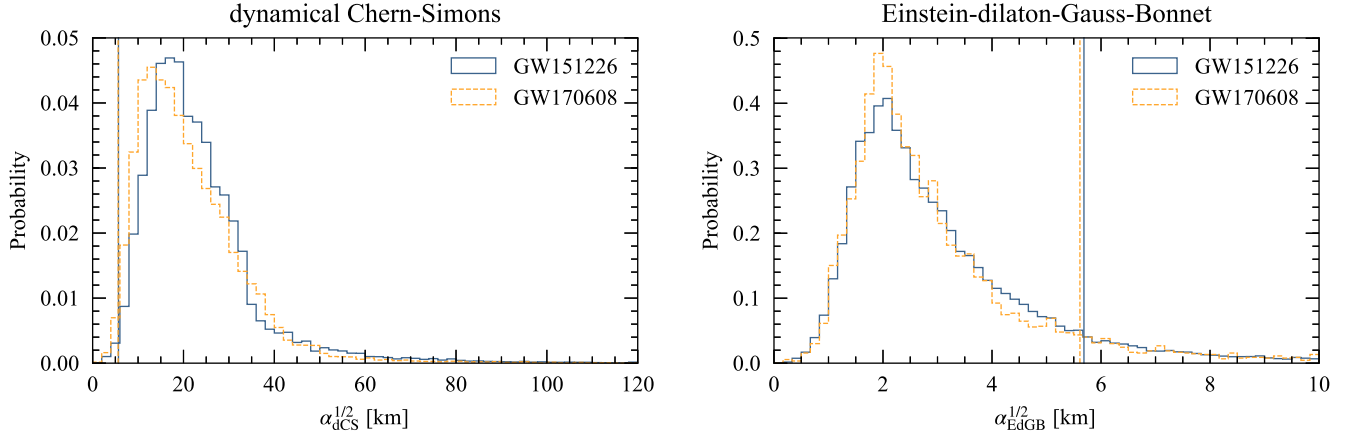 dynamical Chern-Simons
Probability
0.05
0.04
0.03
0.02
0.01
0.00
GW151226
GW170608
0 20 40 60 80 100 120
α_dCS^1/2 [km]
Einstein-dilaton-Gauss-Bonnet
Probability
0.5
0.4
0.3
0.2
0.1
0.0
GW151226
GW170608
0 2 4 6 8 10
α_EdGB^1/2 [km]